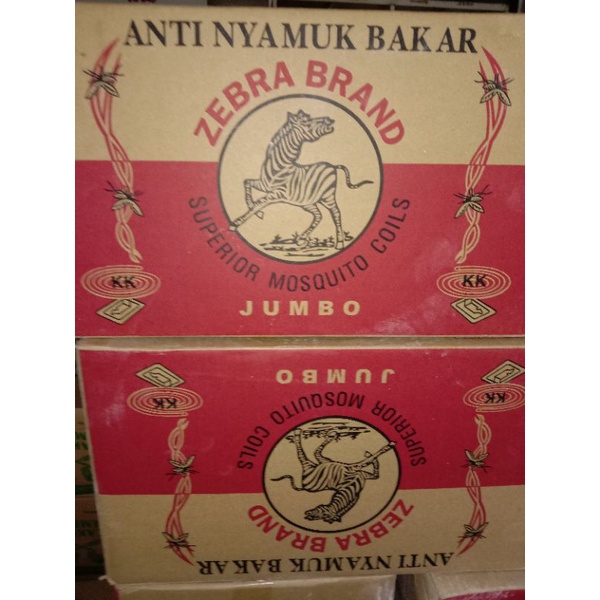 ANTI NYAMUK BAKAR
ZEBRA BRAND
SUPERIOR MOSQUITO COILS
KK
KK
JUMBO
JUMBO
KK
KK
SUPERIOR MOSQUITO COILS
ZEBRA BRAND
ANTI NYAMUK BAKAR